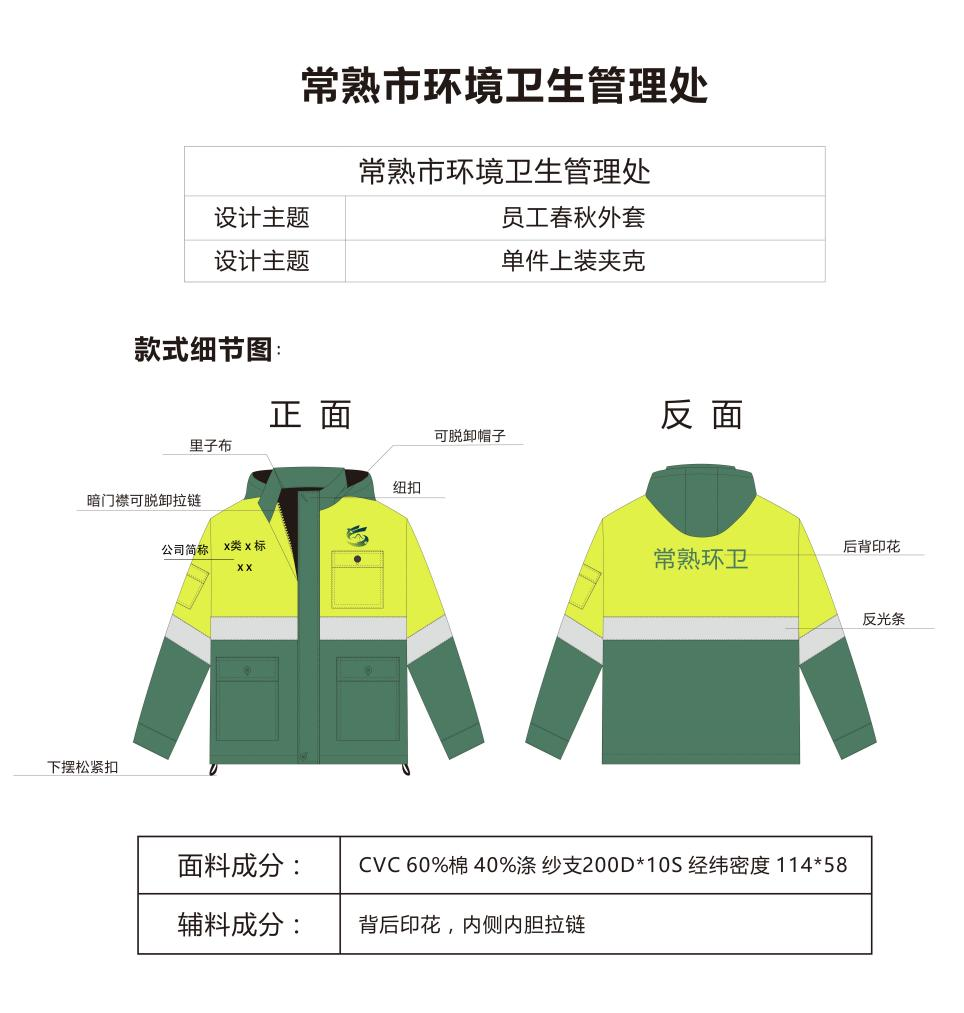 常熟市环境卫生管理处
常熟市环境卫生管理处
设计主题 员工春秋外套
设计主题 单件上装夹克
款式细节图:
正 面
反 面
里子布
可脱卸帽子
暗门襟可脱卸拉链
纽扣
公司简称
x类 x 标
x x
常熟环卫
后背印花
反光条
下摆松紧扣
面料成分: CVC 60%棉 40%涤 纱支200D*10S 经纬密度 114*58
辅料成分: 背后印花,内侧内胆拉链